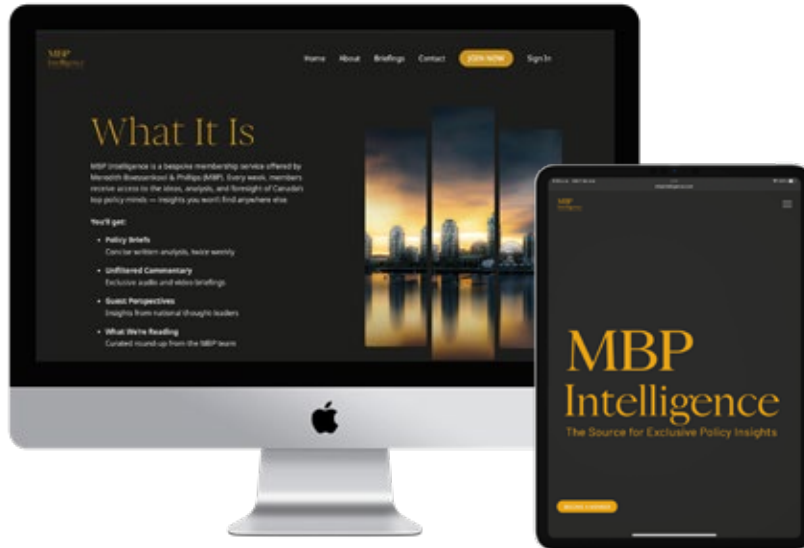 MBP
Intelligence
Home About Briefings Contact JOIN NOW Sign In
What It Is
MBP Intelligence is a bespoke membership service offered by
Meredith Boessenkool & Phillips (MBP). Every week, members
receive access to the ideas, analysis, and foresight of Canada's
top policy minds — insights you won't find anywhere else
You'll get:
• Policy Briefs
Concise written analysis, twice weekly
• Unfiltered Commentary
Exclusive audio and video briefings
• Guest Perspectives
Insights from national thought leaders
• What We're Reading
Curated round-up from the MBP team
MBP
Intelligence
MBP
Intelligence
The Source for Exclusive Policy Insights